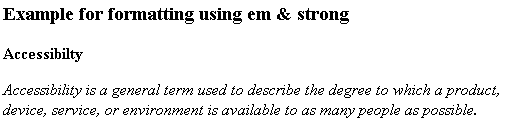 Example for formatting using em & strong
Accessibilty
Accessibility is a general term used to describe the degree to which a product,
device, service, or environment is available to as many people as possible.